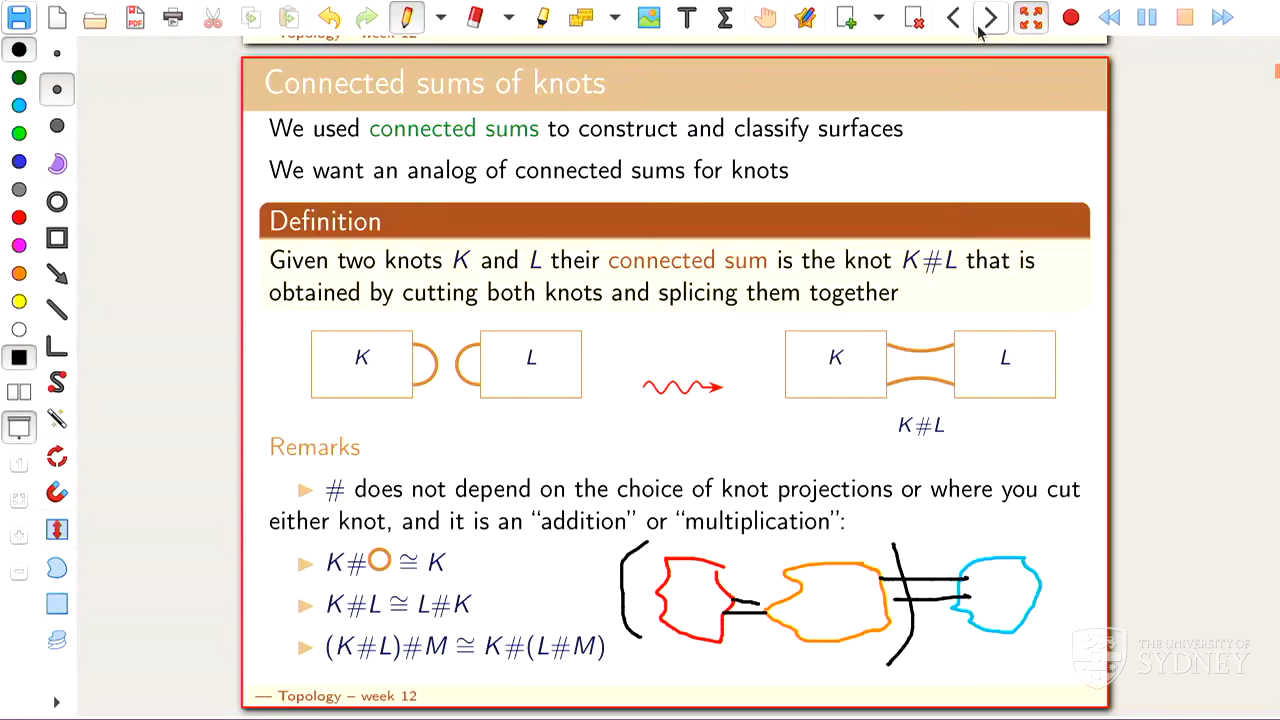 Topology – week 12
Connected sums of knots
We used connected sums to construct and classify surfaces
We want an analog of connected sums for knots
Definition
Given two knots K and L their connected sum is the knot K#L that is
obtained by cutting both knots and splicing them together
K L K L
K#L
Remarks
► # does not depend on the choice of knot projections or where you cut
either knot, and it is an “addition” or “multiplication”:
► K#○ ≅ K
► K#L ≅ L#K
► (K#L)#M ≅ K#(L#M)
— Topology – week 12
THE UNIVERSITY OF
SYDNEY